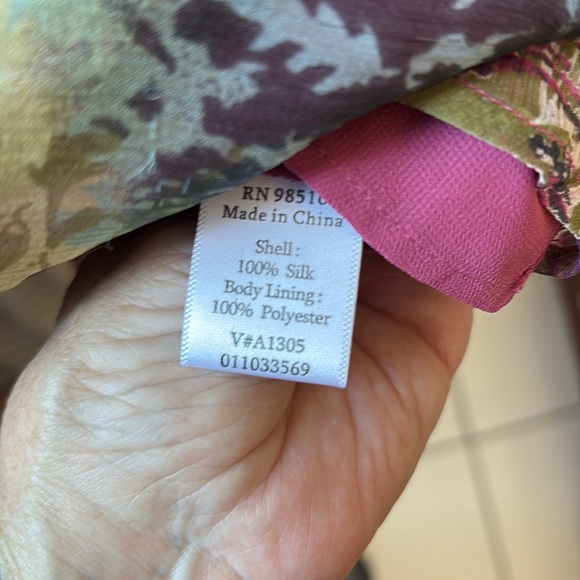 RN
Made in China
Shell:
100% Silk
Body Lining:
100% Polyester
V#A1305
011033569